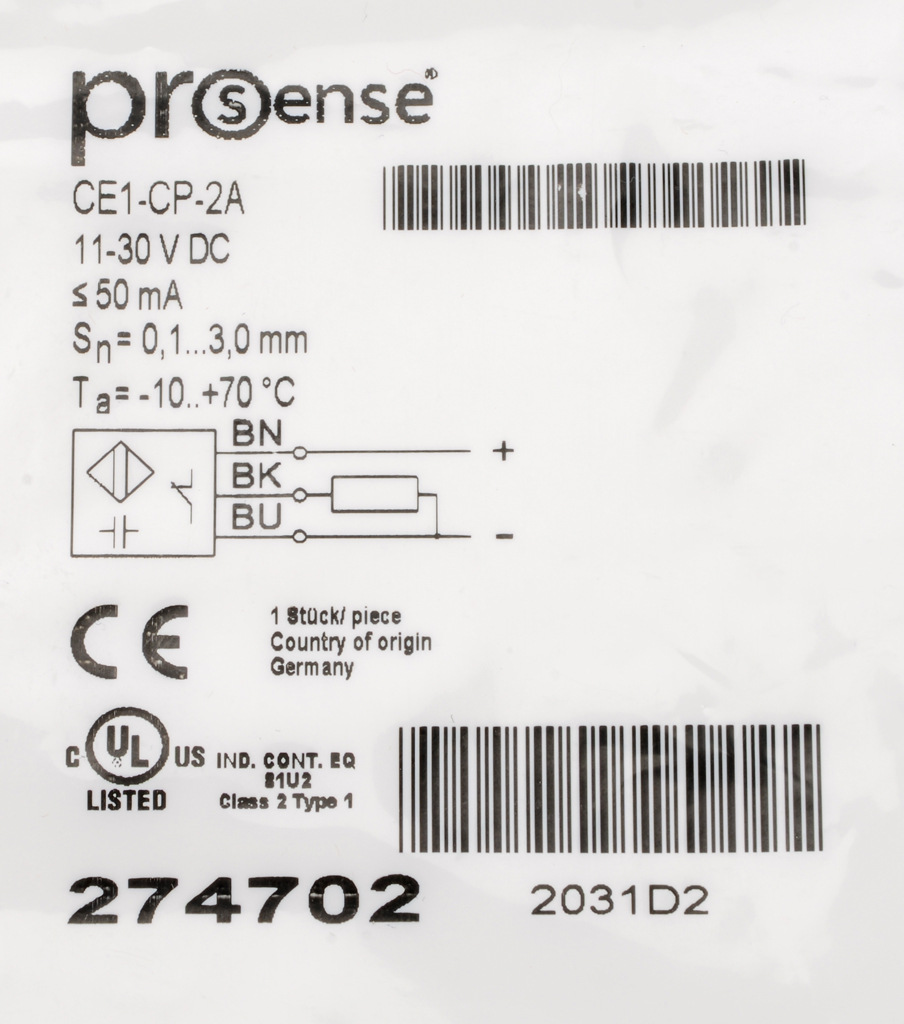 prosense®
CE1-CP-2A
11-30 V DC
≤ 50 mA
Sn= 0,1...3,0 mm
Ta= -10..+70 °C
BN +
BK
BU -
CE
1 Stück/ piece
Country of origin
Germany
C UL US
LISTED
IND. CONT. EQ
81U2
Class 2 Type 1
274702
2031D2